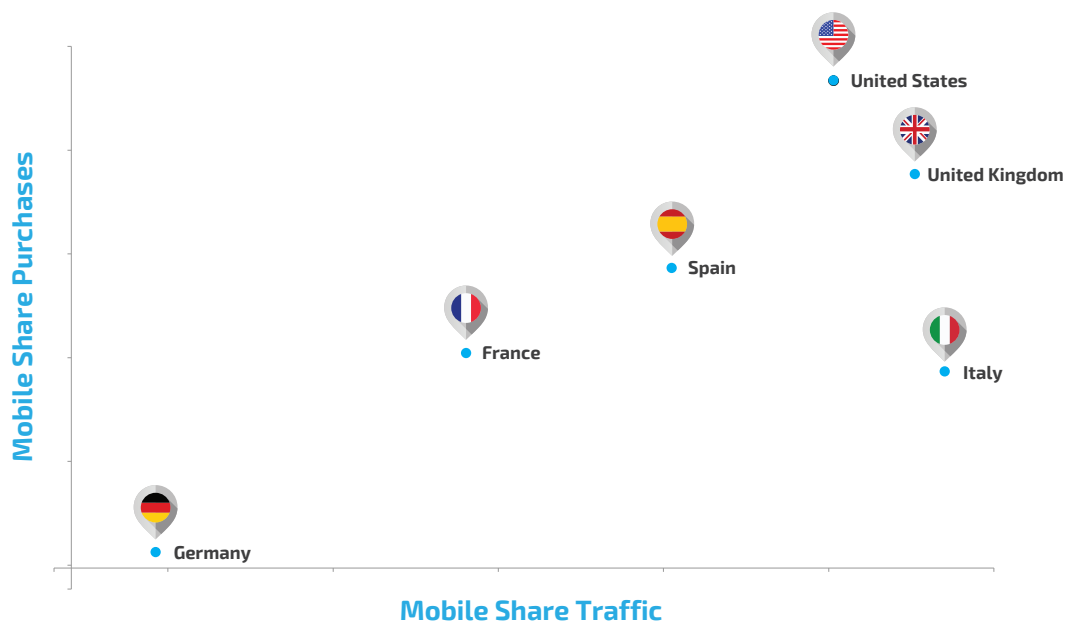 United States
United Kingdom
Spain
France
Italy
Germany
Mobile Share Purchases
Mobile Share Traffic